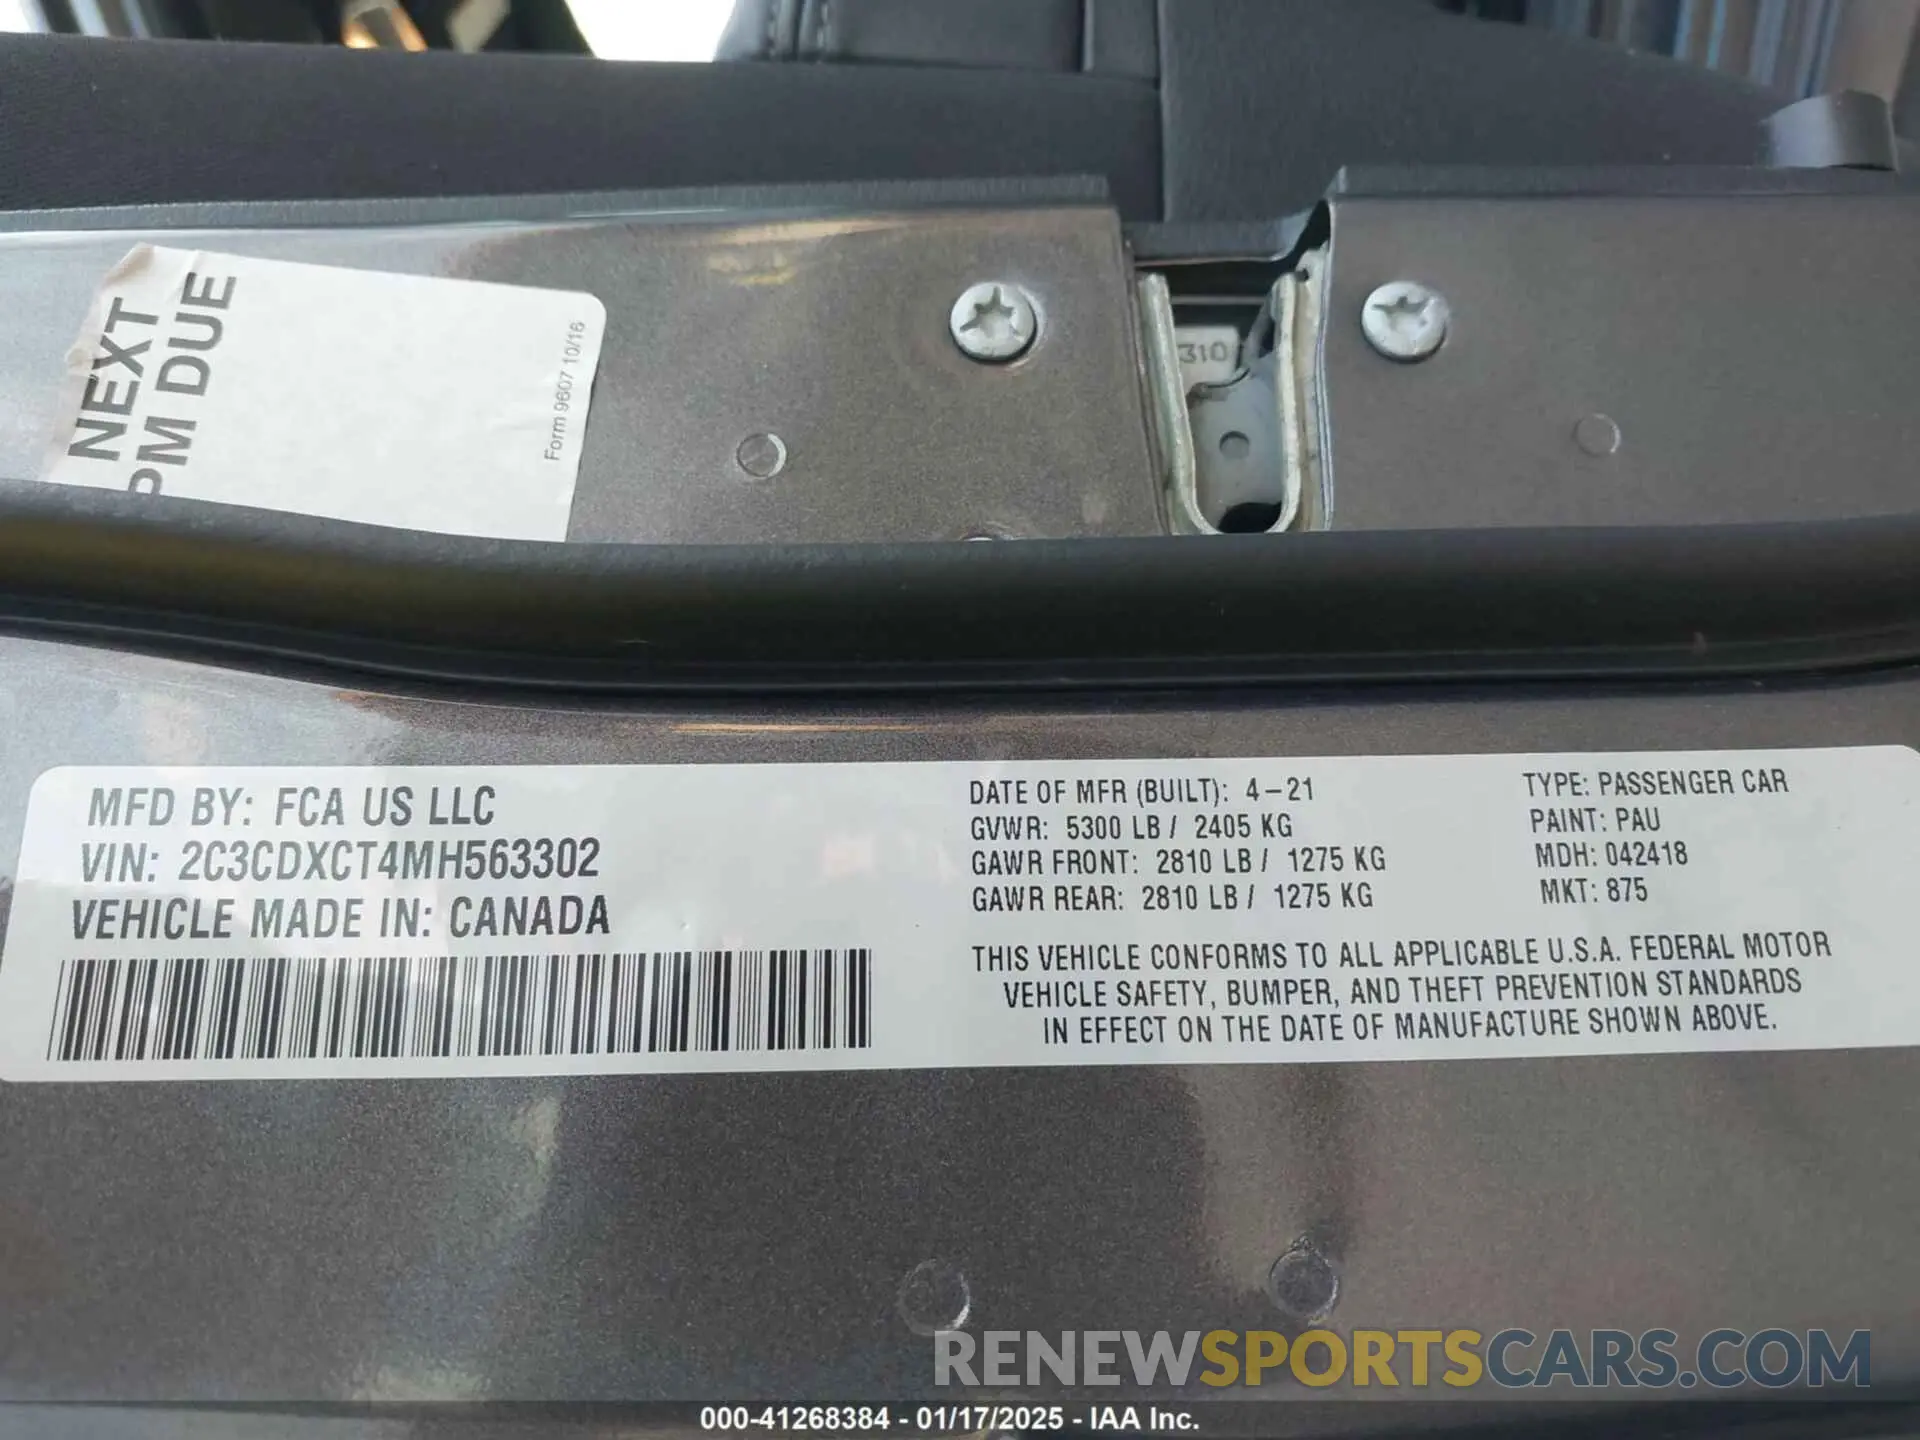 NEXT
PM DUE
Form 9607 10/16
310
MFD BY: FCA US LLC
VIN: 2C3CDXCT4MH563302
VEHICLE MADE IN: CANADA
DATE OF MFR (BUILT): 4-21
GVWR: 5300 LB / 2405 KG
GAWR FRONT: 2810 LB / 1275 KG
GAWR REAR: 2810 LB / 1275 KG
TYPE: PASSENGER CAR
PAINT: PAU
MDH: 042418
MKT: 875
THIS VEHICLE CONFORMS TO ALL APPLICABLE U.S.A. FEDERAL MOTOR
VEHICLE SAFETY, BUMPER, AND THEFT PREVENTION STANDARDS
IN EFFECT ON THE DATE OF MANUFACTURE SHOWN ABOVE.
RENEWSPORTSCARS.COM
000-41268384 - 01/17/2025 - IAA Inc.